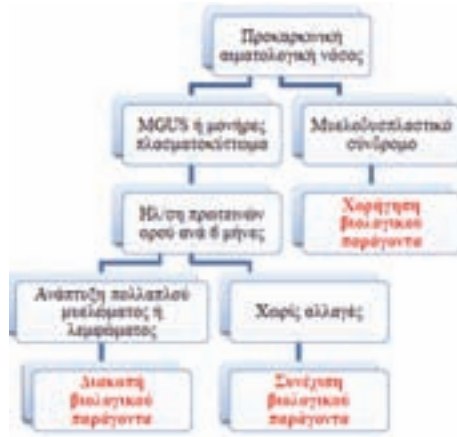 Προκαρκινική
αιματολογική νόσος
MGUS ή μονήρες
πλασματοκύττωμα
Μυελοδυσπλαστικό
σύνδρομο
Ηλ/ση πρωτεϊνών
ορού ανά 6 μήνες
Χορήγηση
βιολογικού
παράγοντα
Ανάπτυξη πολλαπλού
μυελώματος ή
λεμφώματος
Χωρίς αλλαγές
Διακοπή
βιολογικού
παράγοντα
Συνέχιση
βιολογικού
παράγοντα